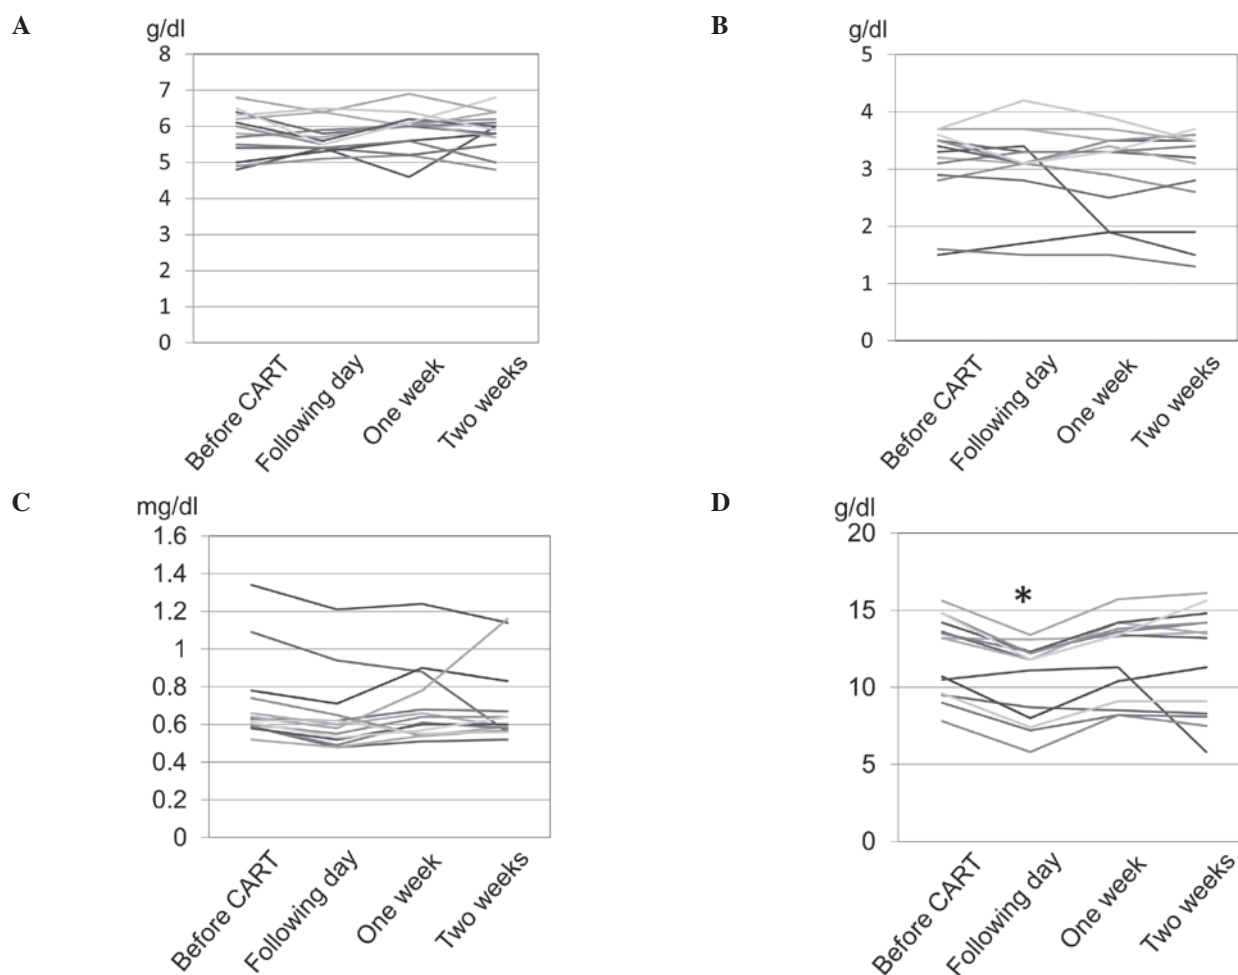 A
g/dl
8
7
6
5
4
3
2
1
0
Before CART
Following day
One week
Two weeks
B
g/dl
5
4
3
2
1
0
Before CART
Following day
One week
Two weeks
C
mg/dl
1.6
1.4
1.2
1
0.8
0.6
0.4
0.2
0
Before CART
Following day
One week
Two weeks
D
g/dl
20
15
10
5
0
*
Before CART
Following day
One week
Two weeks